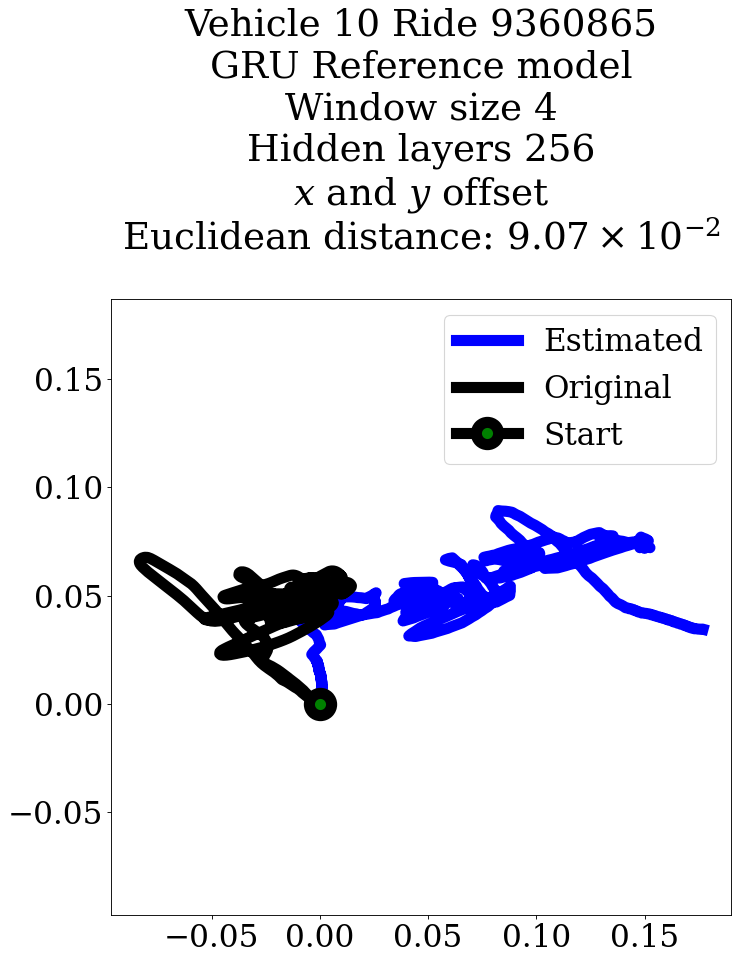 Vehicle 10 Ride 9360865
GRU Reference model
Window size 4
Hidden layers 256
x and y offset
Euclidean distance: 9.07 × 10⁻²
Estimated
Original
Start
0.15
0.10
0.05
0.00
−0.05
−0.05 0.00 0.05 0.10 0.15